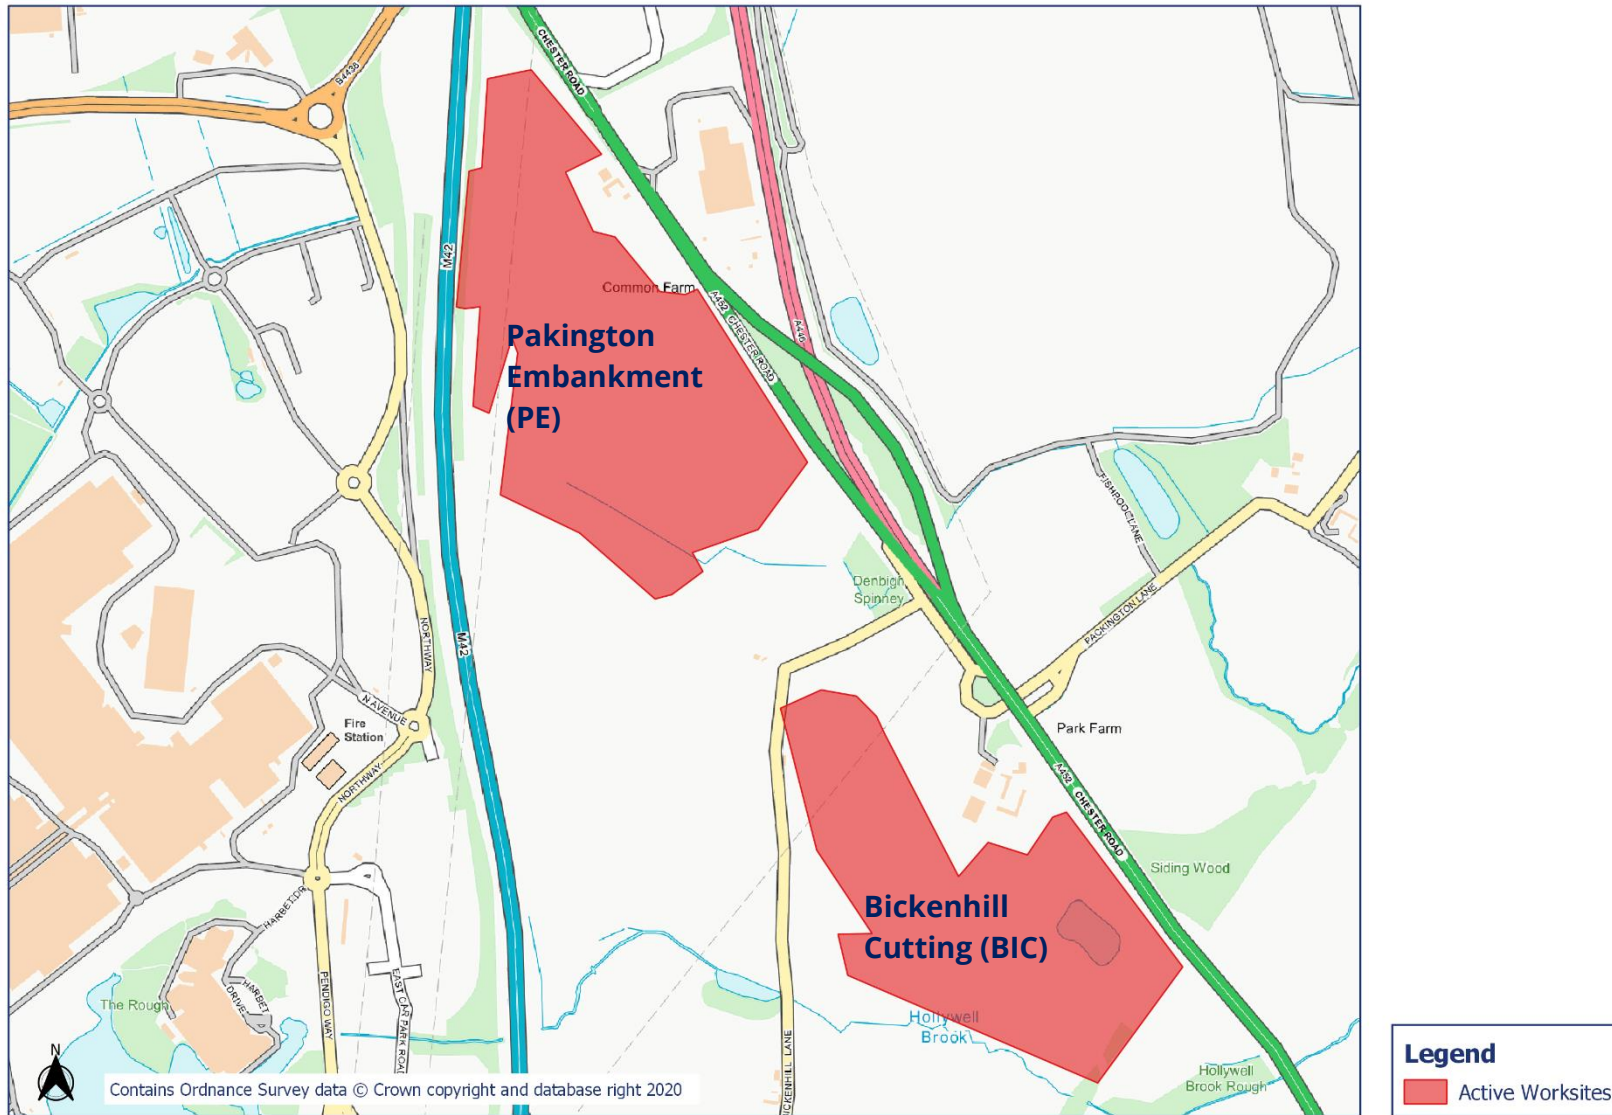 CHESTER ROAD
B4438
M42
Common Farm
A452 CHESTER ROAD
A446
Pakington
Embankment
(PE)
FISHPOOL LANE
Denbigh
Spinney
PACKINGTON LANE
NORTHWAY
M42
N AVENUE
Fire
Station
NORTHWAY
Park Farm
A452 CHESTER ROAD
Siding Wood
HARBET DR
Bickenhill
Cutting (BIC)
The Rough
HARBET
DRIVE
PENDIGO WAY
EAST CAR PARK ROAD
Hollywell
Brook
ICKENHILL LANE
Hollywell
Brook Rough
N
Contains Ordnance Survey data © Crown copyright and database right 2020
Legend
Active Worksites